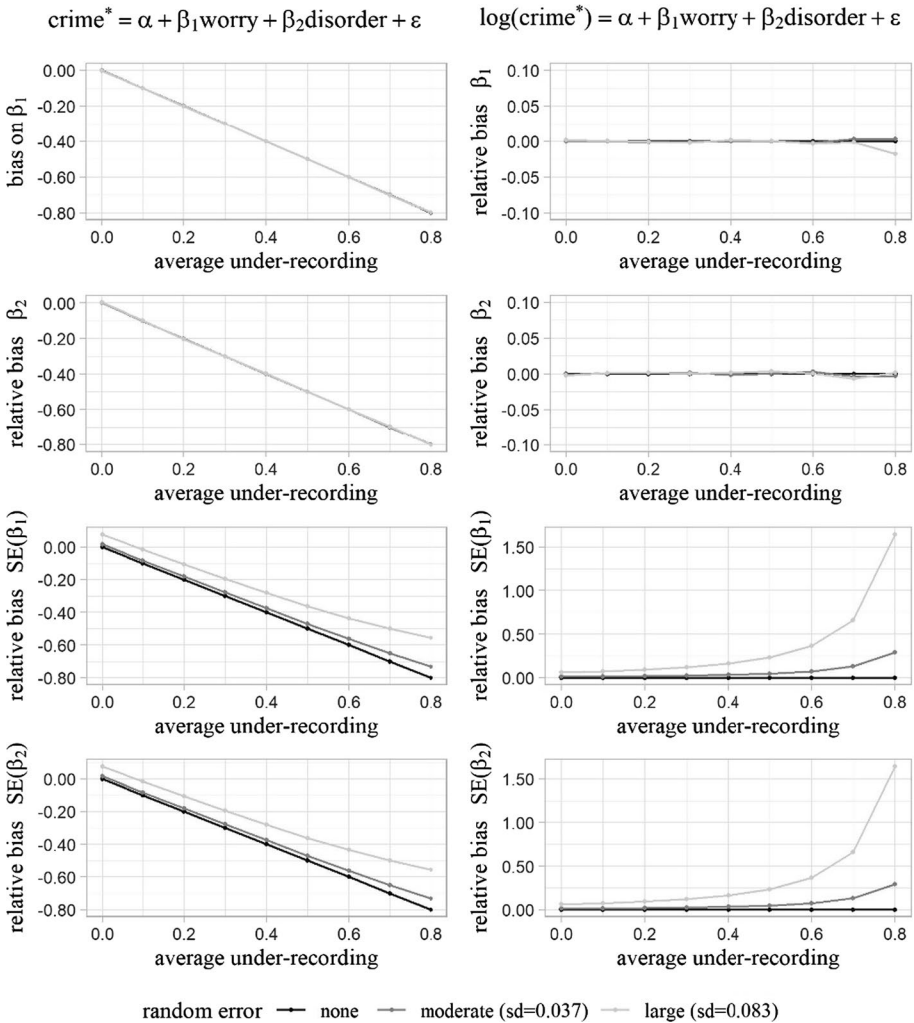 crime* = α + β₁worry + β₂disorder + ε
log(crime*) = α + β₁worry + β₂disorder + ε
bias on β₁
0.00
-0.20
-0.40
-0.60
-0.80
0.0 0.2 0.4 0.6 0.8
average under-recording
relative bias β₁
0.10
0.05
0.00
-0.05
-0.10
0.0 0.2 0.4 0.6 0.8
average under-recording
relative bias β₂
0.00
-0.20
-0.40
-0.60
-0.80
0.0 0.2 0.4 0.6 0.8
average under-recording
relative bias β₂
0.10
0.05
0.00
-0.05
-0.10
0.0 0.2 0.4 0.6 0.8
average under-recording
relative bias SE(β₁)
0.00
-0.20
-0.40
-0.60
-0.80
0.0 0.2 0.4 0.6 0.8
average under-recording
relative bias SE(β₁)
1.50
1.00
0.50
0.00
0.0 0.2 0.4 0.6 0.8
average under-recording
relative bias SE(β₂)
0.00
-0.20
-0.40
-0.60
-0.80
0.0 0.2 0.4 0.6 0.8
average under-recording
relative bias SE(β₂)
1.50
1.00
0.50
0.00
0.0 0.2 0.4 0.6 0.8
average under-recording
random error none moderate (sd=0.037) large (sd=0.083)